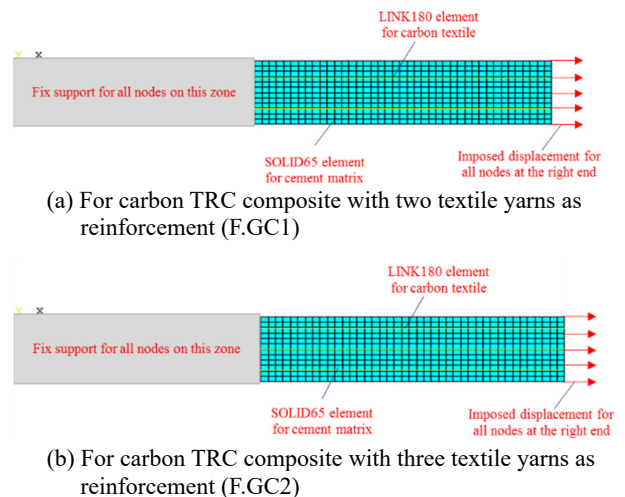 LINK180 element
for carbon textile
Y X
Fix support for all nodes on this zone
SOLID65 element
for cement matrix
Imposed displacement for
all nodes at the right end
(a) For carbon TRC composite with two textile yarns as
reinforcement (F.GC1)
LINK180 element
for carbon textile
Y X
Fix support for all nodes on this zone
SOLID65 element
for cement matrix
Imposed displacement for
all nodes at the right end
(b) For carbon TRC composite with three textile yarns as
reinforcement (F.GC2)